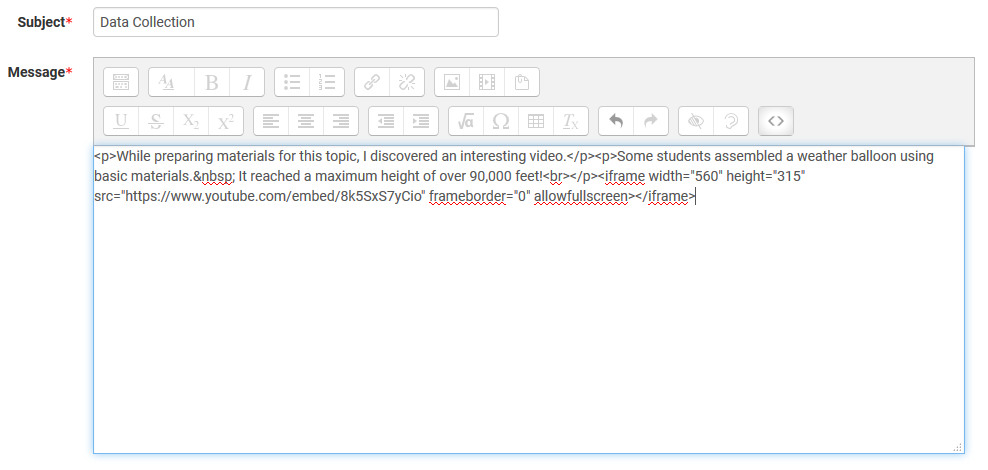 Subject*
Data Collection
Message*
<p>While preparing materials for this topic, I discovered an interesting video.</p><p>Some students assembled a weather balloon using
basic materials.&nbsp; It reached a maximum height of over 90,000 feet!<br></p><iframe width="560" height="315"
src="https://www.youtube.com/embed/8k5SxS7yCio" frameborder="0" allowfullscreen></iframe>